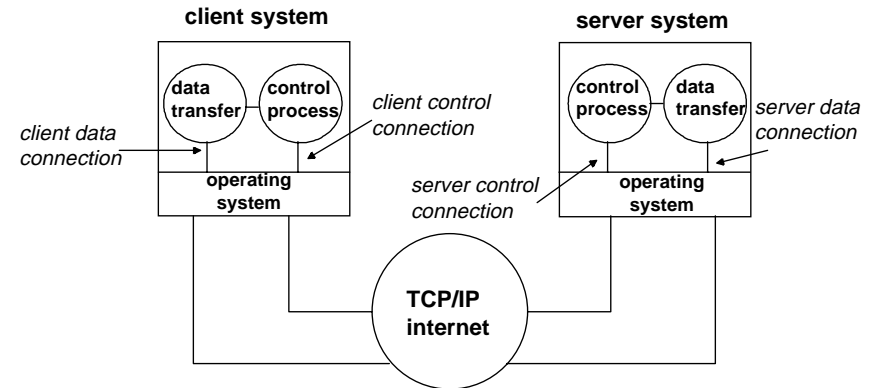 client system
server system
data
transfer
control
process
client control
connection
client data
connection
operating
system
control
process
data
transfer
server data
connection
server control
connection
operating
system
TCP/IP
internet